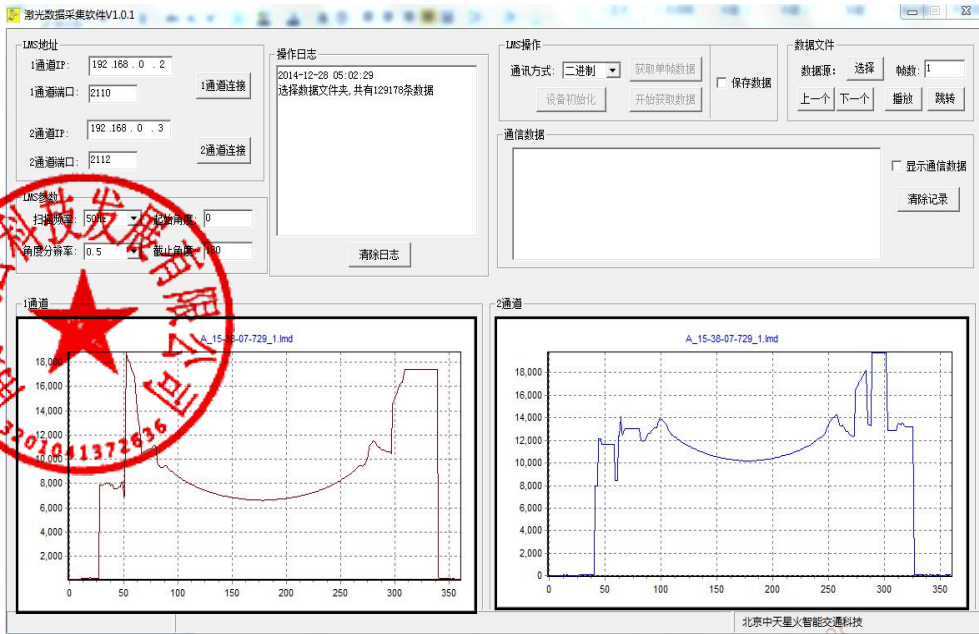 激光数据采集软件V1.0.1
LMS地址
1通道IP: 192 .168 . 0 . 2
1通道端口: 2110
1通道连接
2通道IP: 192 .168 . 0 . 3
2通道端口: 2112
2通道连接
LMS参数
扫描频率: 50Hz 起始角度: 0
角度分辨率: 0.5 截止角度: 180
操作日志
2014-12-28 05:02:29
选择数据文件夹,共有129178条数据
清除日志
LMS操作
通讯方式: 二进制 获取单帧数据
设备初始化 开始获取数据
保存数据
数据文件
数据源: 选择 帧数: 1
上一个 下一个 播放 跳转
通信数据
显示通信数据
清除记录
科技发展有限公司
3201041372636
1通道
A_15-38-07-729_1.lmd
18,000
16,000
14,000
12,000
10,000
8,000
6,000
4,000
2,000
0 50 100 150 200 250 300 350
2通道
A_15-38-07-729_1.lmd
18,000
16,000
14,000
12,000
10,000
8,000
6,000
4,000
2,000
0
0 50 100 150 200 250 300 350
北京中天星火智能交通科技